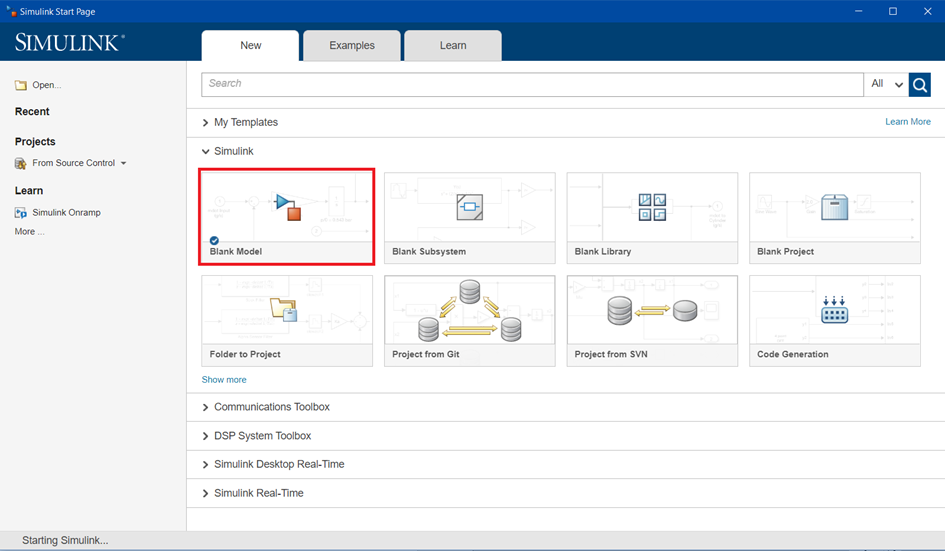 Simulink Start Page
SIMULINK®
New
Examples
Learn
Open...
Recent
Projects
From Source Control
Learn
Simulink Onramp
More ...
Search
All
My Templates
Learn More
Simulink
Blank Model
Blank Subsystem
Blank Library
Blank Project
Folder to Project
Project from Git
Project from SVN
Code Generation
Show more
Communications Toolbox
DSP System Toolbox
Simulink Desktop Real-Time
Simulink Real-Time
Starting Simulink...